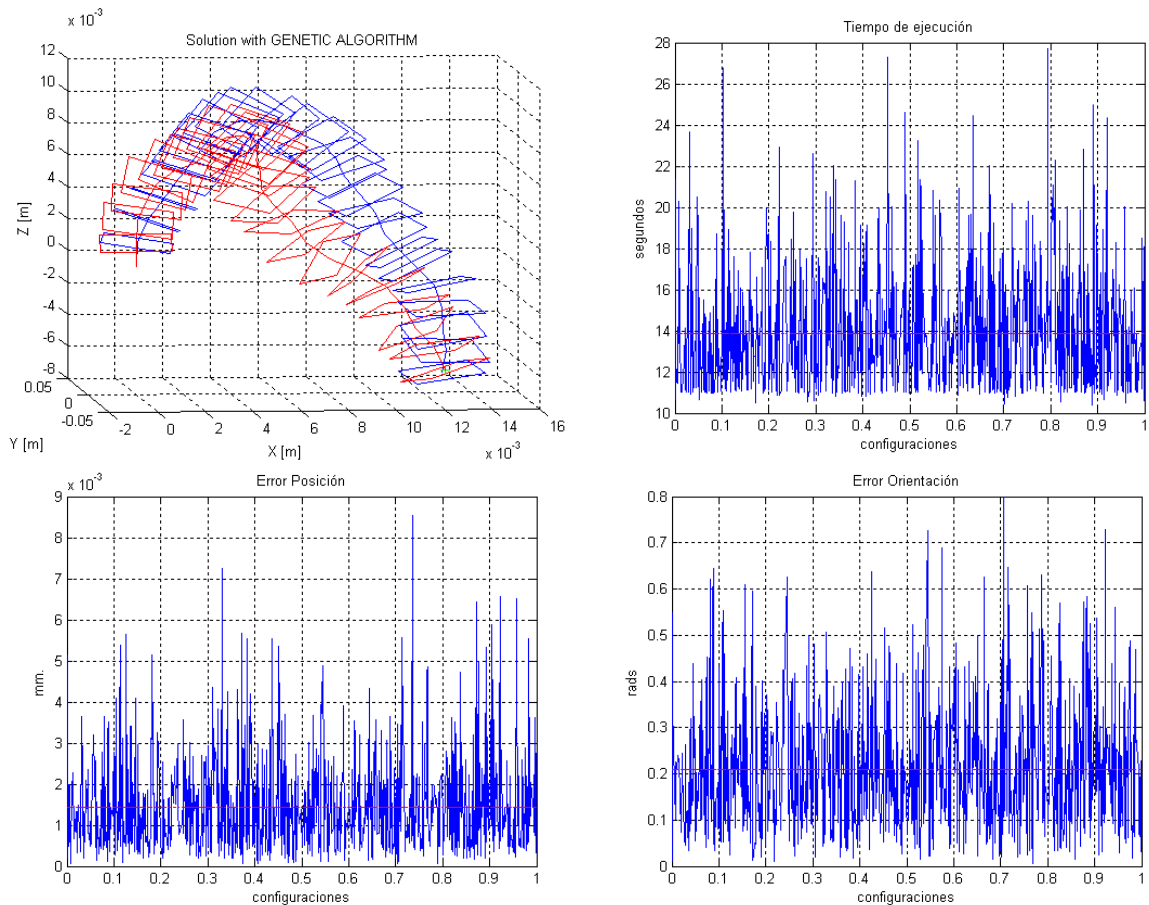 x 10⁻³
Solution with GENETIC ALGORITHM
12
10
8
6
4
2
0
-2
-4
-6
-8
Z [m]
0.05
0
-0.05
Y [m]
-2 0 2 4 6 8 10 12 14 16
X [m]
x 10⁻³
Tiempo de ejecución
28
26
24
22
20
18
16
14
12
10
segundos
0 0.1 0.2 0.3 0.4 0.5 0.6 0.7 0.8 0.9 1
configuraciones
x 10⁻³
Error Posición
9
8
7
6
5
4
3
2
1
0
mm.
0 0.1 0.2 0.3 0.4 0.5 0.6 0.7 0.8 0.9 1
configuraciones
Error Orientación
0.8
0.7
0.6
0.5
0.4
0.3
0.2
0.1
0
rads
0 0.1 0.2 0.3 0.4 0.5 0.6 0.7 0.8 0.9 1
configuraciones